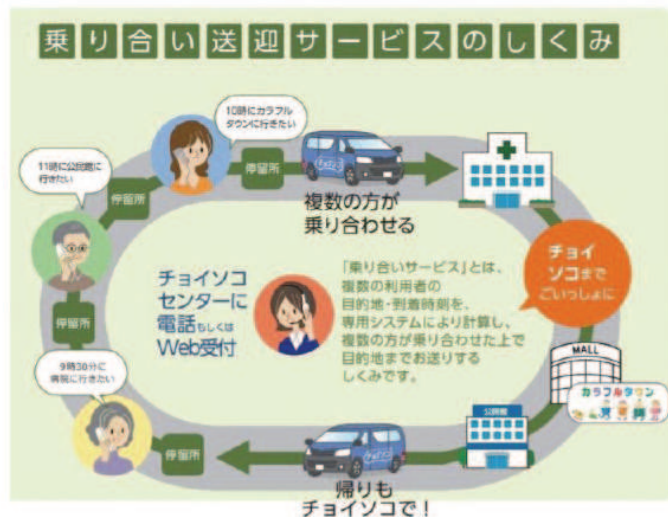 乗り合い送迎サービスのしくみ
10時にカラフル
タウンに行きたい
11時に公民館に
行きたい
停留所
停留所
チョイソコ
複数の方が
乗り合わせる
チョイ
ソコまで
ごいっしょに
停留所
チョイソコ
センターに
電話もしくは
Web受付
「乗り合いサービス」とは、
複数の利用者の
目的地・到着時刻を、
専用システムにより計算し、
複数の方が乗り合わせた上で
目的地までお送りする
しくみです。
9時30分に
病院に行きたい
MALL
カラフルタウン
公民館
停留所
チョイソコ
帰りも
チョイソコで!